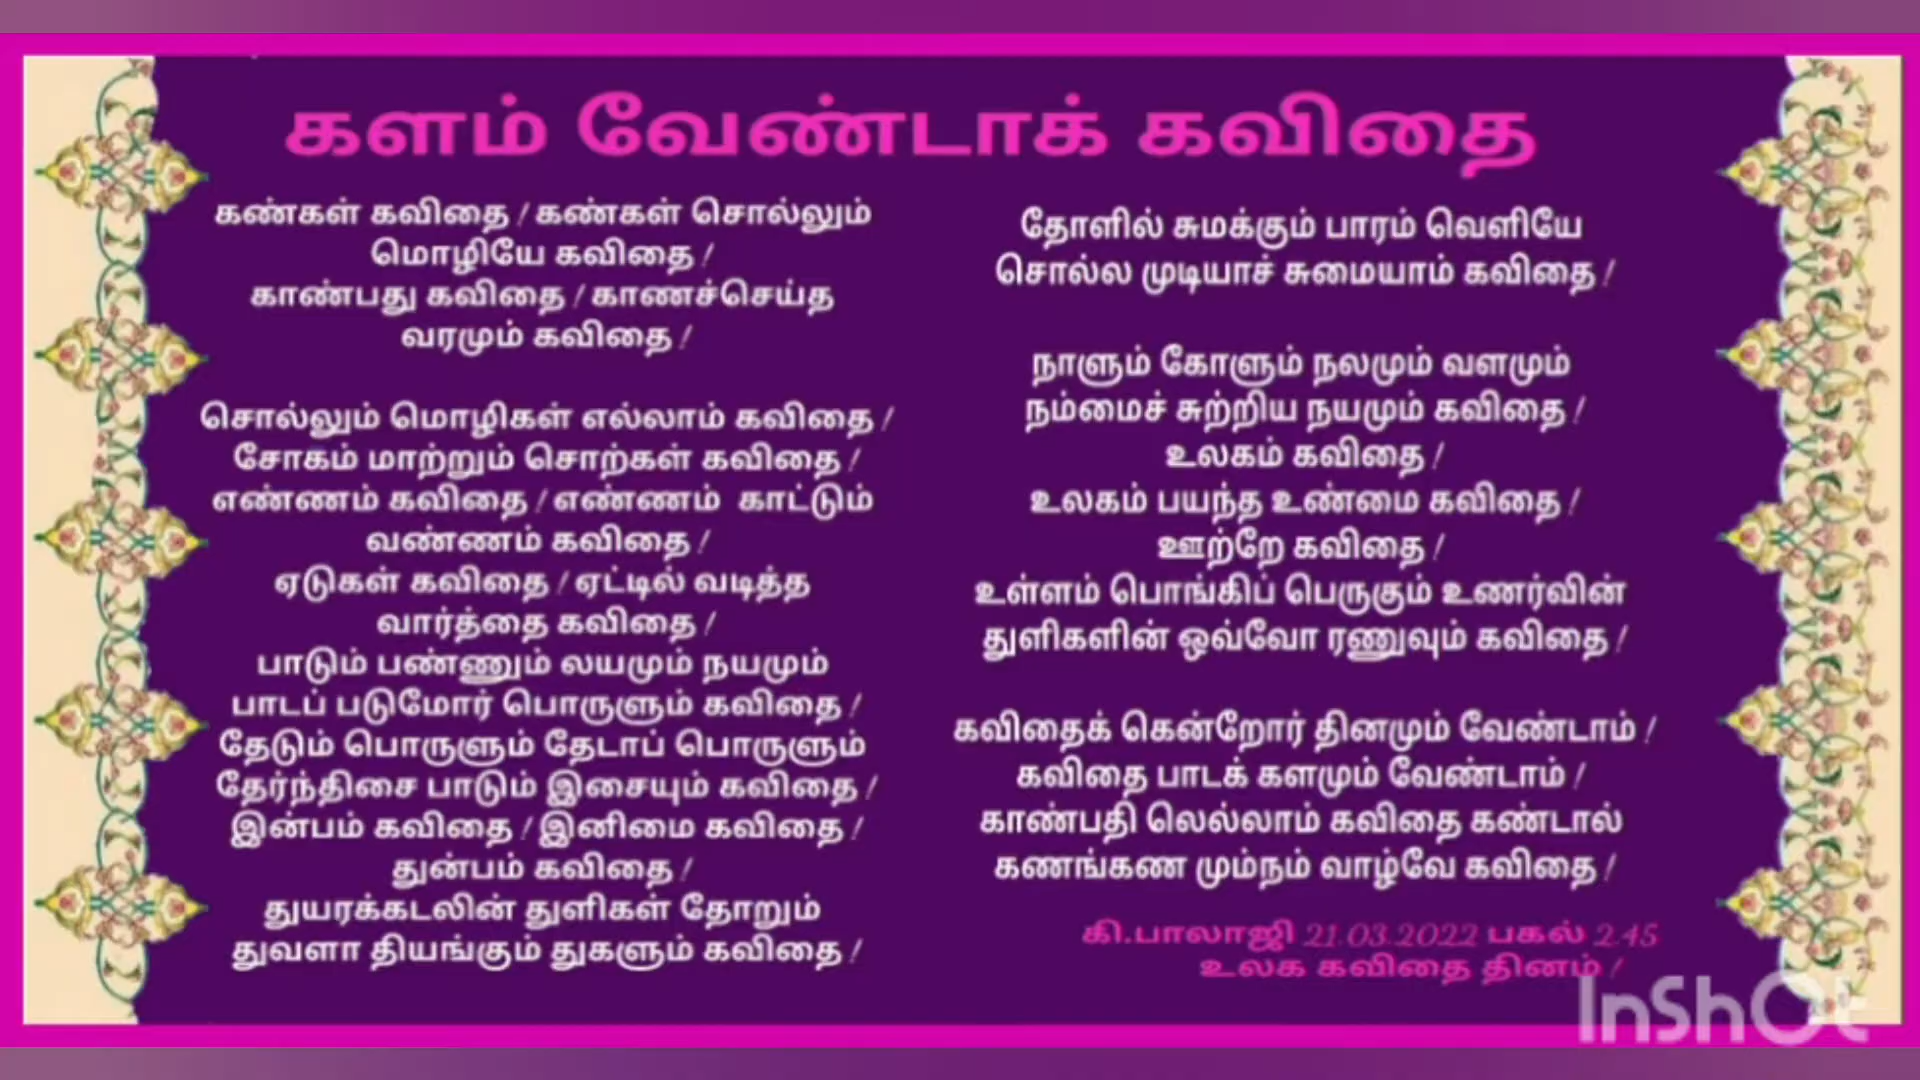 களம் வேண்டாக் கவிதை
கண்கள் கவிதை ! கண்கள் சொல்லும்
மொழியே கவிதை !
காண்பது கவிதை ! காணச்செய்த
வரமும் கவிதை !
சொல்லும் மொழிகள் எல்லாம் கவிதை !
சோகம் மாற்றும் சொற்கள் கவிதை !
எண்ணம் கவிதை ! எண்ணம் காட்டும்
வண்ணம் கவிதை !
ஏடுகள் கவிதை ! ஏட்டில் வடித்த
வார்த்தை கவிதை !
பாடும் பண்ணும் லயமும் நயமும்
பாடப் படுமோர் பொருளும் கவிதை !
தேடும் பொருளும் தேடாப் பொருளும்
தேர்ந்திசை பாடும் இசையும் கவிதை !
இன்பம் கவிதை ! இனிமை கவிதை !
துன்பம் கவிதை !
துயரக்கடலின் துளிகள் தோறும்
துவளா தியங்கும் துகளும் கவிதை !
தோளில் சுமக்கும் பாரம் வெளியே
சொல்ல முடியாச் சுமையாம் கவிதை !
நாளும் கோளும் நலமும் வளமும்
நம்மைச் சுற்றிய நயமும் கவிதை !
உலகம் கவிதை !
உலகம் பயந்த உண்மை கவிதை !
ஊற்றே கவிதை !
உள்ளம் பொங்கிப் பெருகும் உணர்வின்
துளிகளின் ஒவ்வோ ரணுவும் கவிதை !
கவிதைக் கென்றோர் தினமும் வேண்டாம் !
கவிதை பாடக் களமும் வேண்டாம் !
காண்பதி லெல்லாம் கவிதை கண்டால்
கணங்கண மும்நம் வாழ்வே கவிதை !
கி.பாலாஜி 21.03.2022 பகல் 2.45
உலக கவிதை தினம் !
InShOt